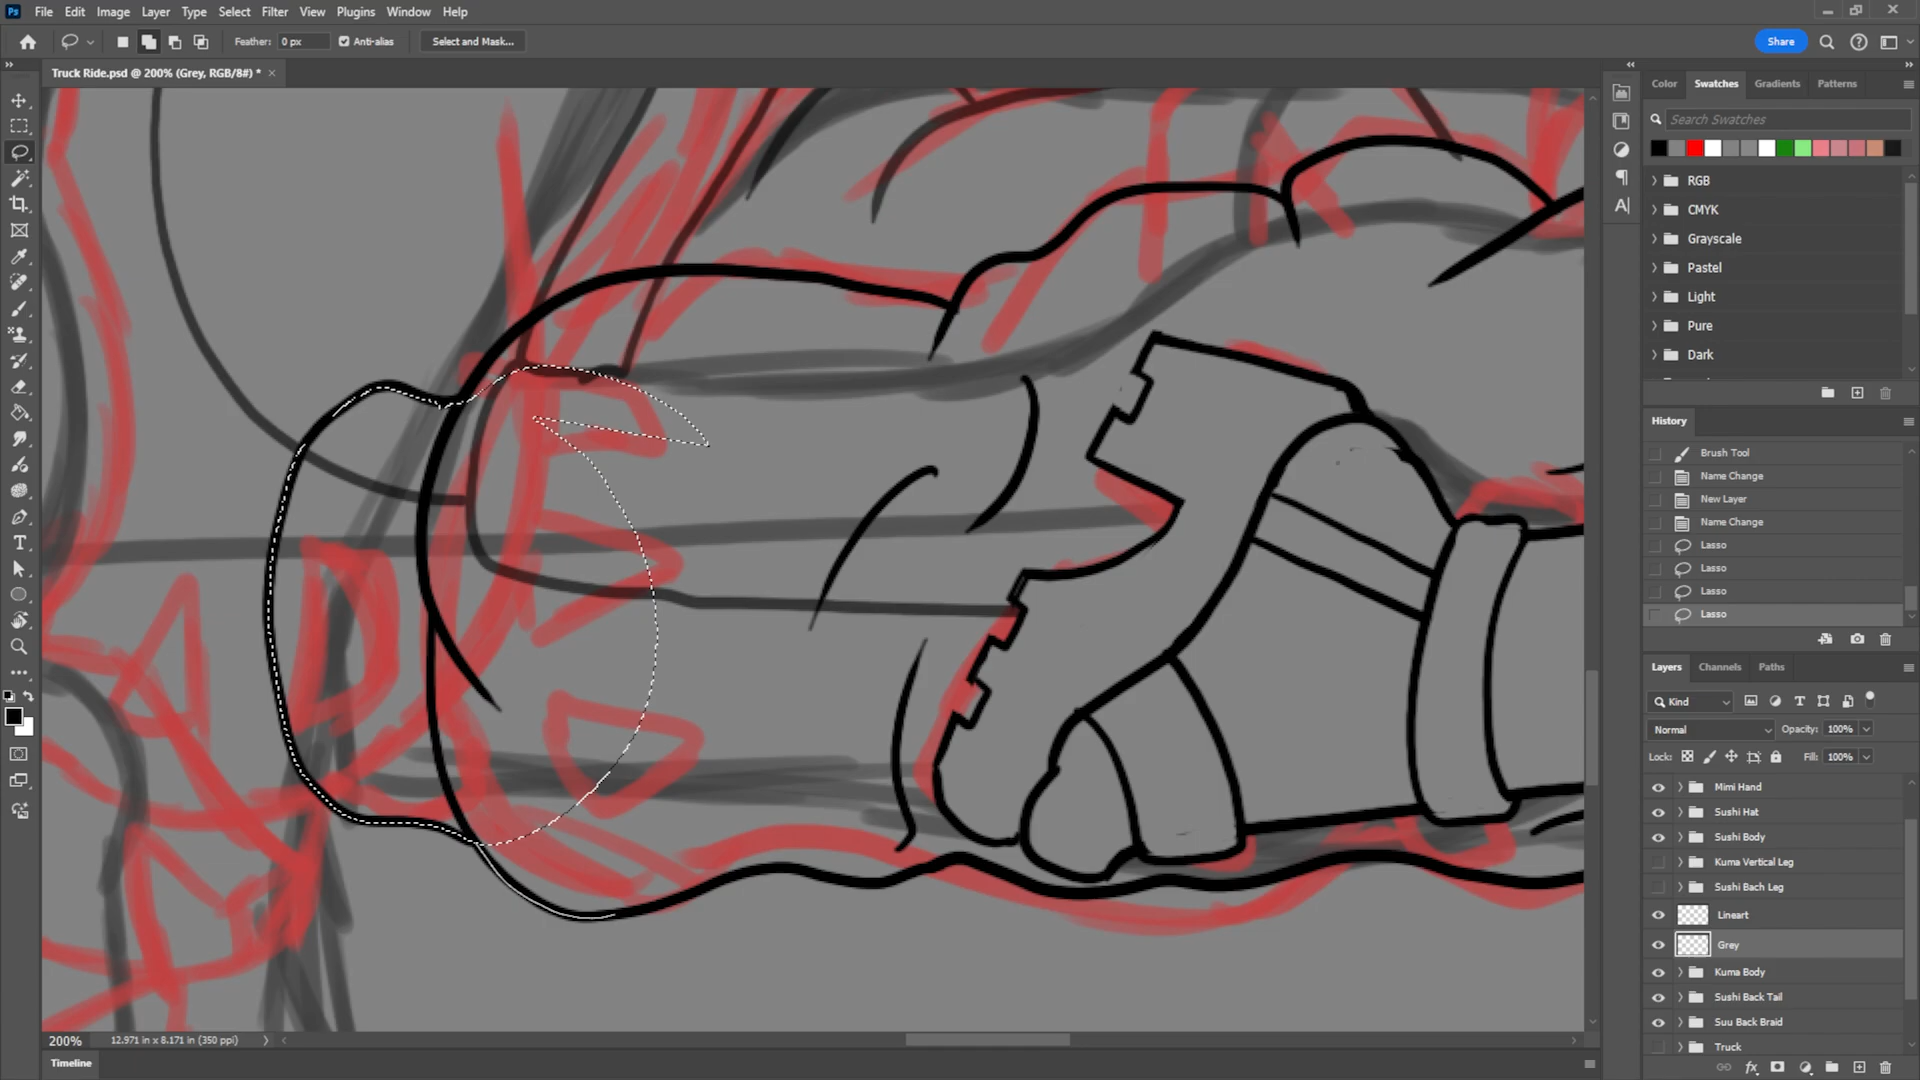 Ps File Edit Image Layer Type Select Filter View Plugins Window Help
Feather: 0 px Anti-alias Select and Mask... Share
Truck Ride.psd @ 200% (Grey, RGB/8#) *
Color Swatches Gradients Patterns
Search Swatches
RGB
CMYK
Grayscale
Pastel
Light
Pure
Dark
History
Brush Tool
Name Change
New Layer
Name Change
Lasso
Lasso
Lasso
Lasso
Layers Channels Paths
Kind
Normal Opacity: 100%
Lock: Fill: 100%
Mimi Hand
Sushi Hat
Sushi Body
Kuma Vertical Leg
Sushi Bach Leg
Lineart
Grey
Kuma Body
Sushi Back Tail
Suu Back Braid
Truck
200% 12.971 in x 8.171 in (350 ppi)
Timeline